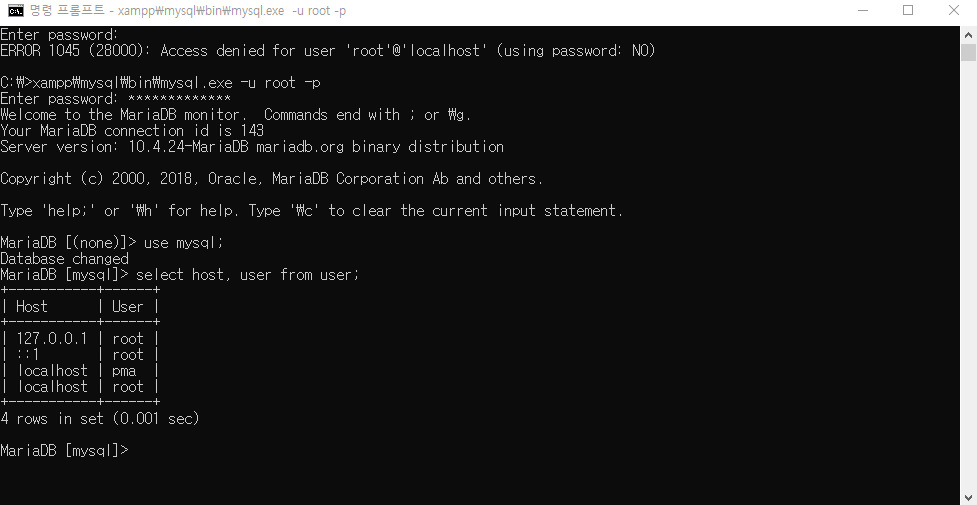 명령 프롬프트 - xampp₩mysql₩bin₩mysql.exe -u root -p
Enter password:
ERROR 1045 (28000): Access denied for user 'root'@'localhost' (using password: NO)
C:₩>xampp₩mysql₩bin₩mysql.exe -u root -p
Enter password: *************
Welcome to the MariaDB monitor.  Commands end with ; or ₩g.
Your MariaDB connection id is 143
Server version: 10.4.24-MariaDB mariadb.org binary distribution
Copyright (c) 2000, 2018, Oracle, MariaDB Corporation Ab and others.
Type 'help;' or '₩h' for help. Type '₩c' to clear the current input statement.
MariaDB [(none)]> use mysql;
Database changed
MariaDB [mysql]> select host, user from user;
+-----------+------+
| Host      | User |
+-----------+------+
| 127.0.0.1 | root |
| ::1       | root |
| localhost | pma  |
| localhost | root |
+-----------+------+
4 rows in set (0.001 sec)
MariaDB [mysql]>